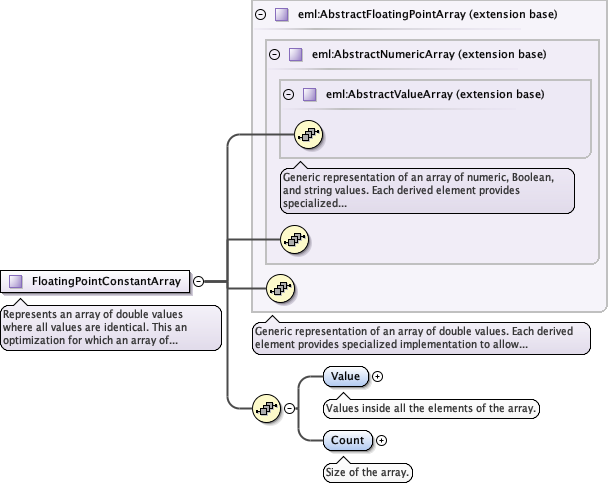 eml:AbstractFloatingPointArray (extension base)
eml:AbstractNumericArray (extension base)
eml:AbstractValueArray (extension base)
Generic representation of an array of numeric, Boolean,
and string values. Each derived element provides
specialized...
FloatingPointConstantArray
Represents an array of double values
where all values are identical. This an
optimization for which an array of...
Generic representation of an array of double values. Each derived
element provides specialized implementation to allow...
Value
Values inside all the elements of the array.
Count
Size of the array.